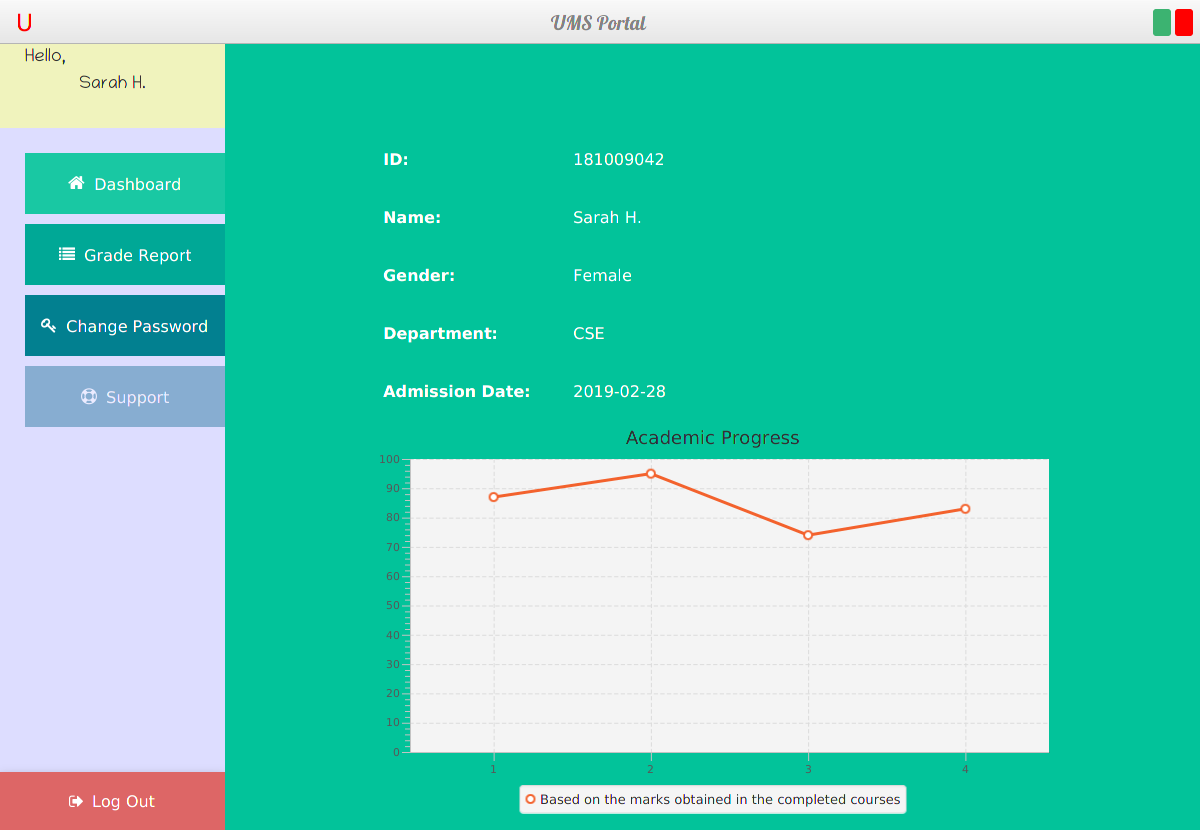 U
UMS Portal
Hello,
Sarah H.
Dashboard
Grade Report
Change Password
Support
Log Out
ID: 181009042
Name: Sarah H.
Gender: Female
Department: CSE
Admission Date: 2019-02-28
Academic Progress
100
90
80
70
60
50
40
30
20
10
0
1 2 3 4
Based on the marks obtained in the completed courses